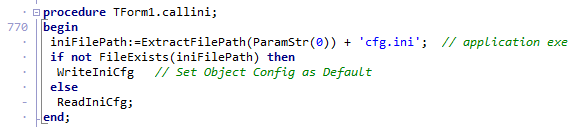 procedure TForm1.callini;
770 begin
iniFilePath:=ExtractFilePath(ParamStr(0)) + 'cfg.ini';  // application exe
if not FileExists(iniFilePath) then
WriteIniCfg   // Set Object Config as Default
else
ReadIniCfg;
end;